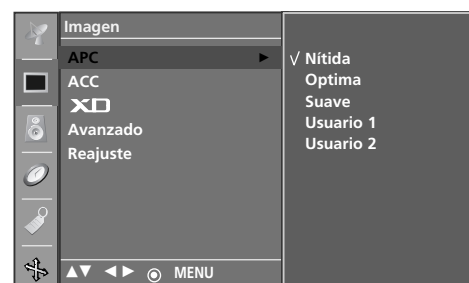 Imagen
APC ►
ACC
XD
Avanzado
Reajuste
√ Nítida
Optima
Suave
Usuario 1
Usuario 2
▲▼ ◄► ◉ MENU